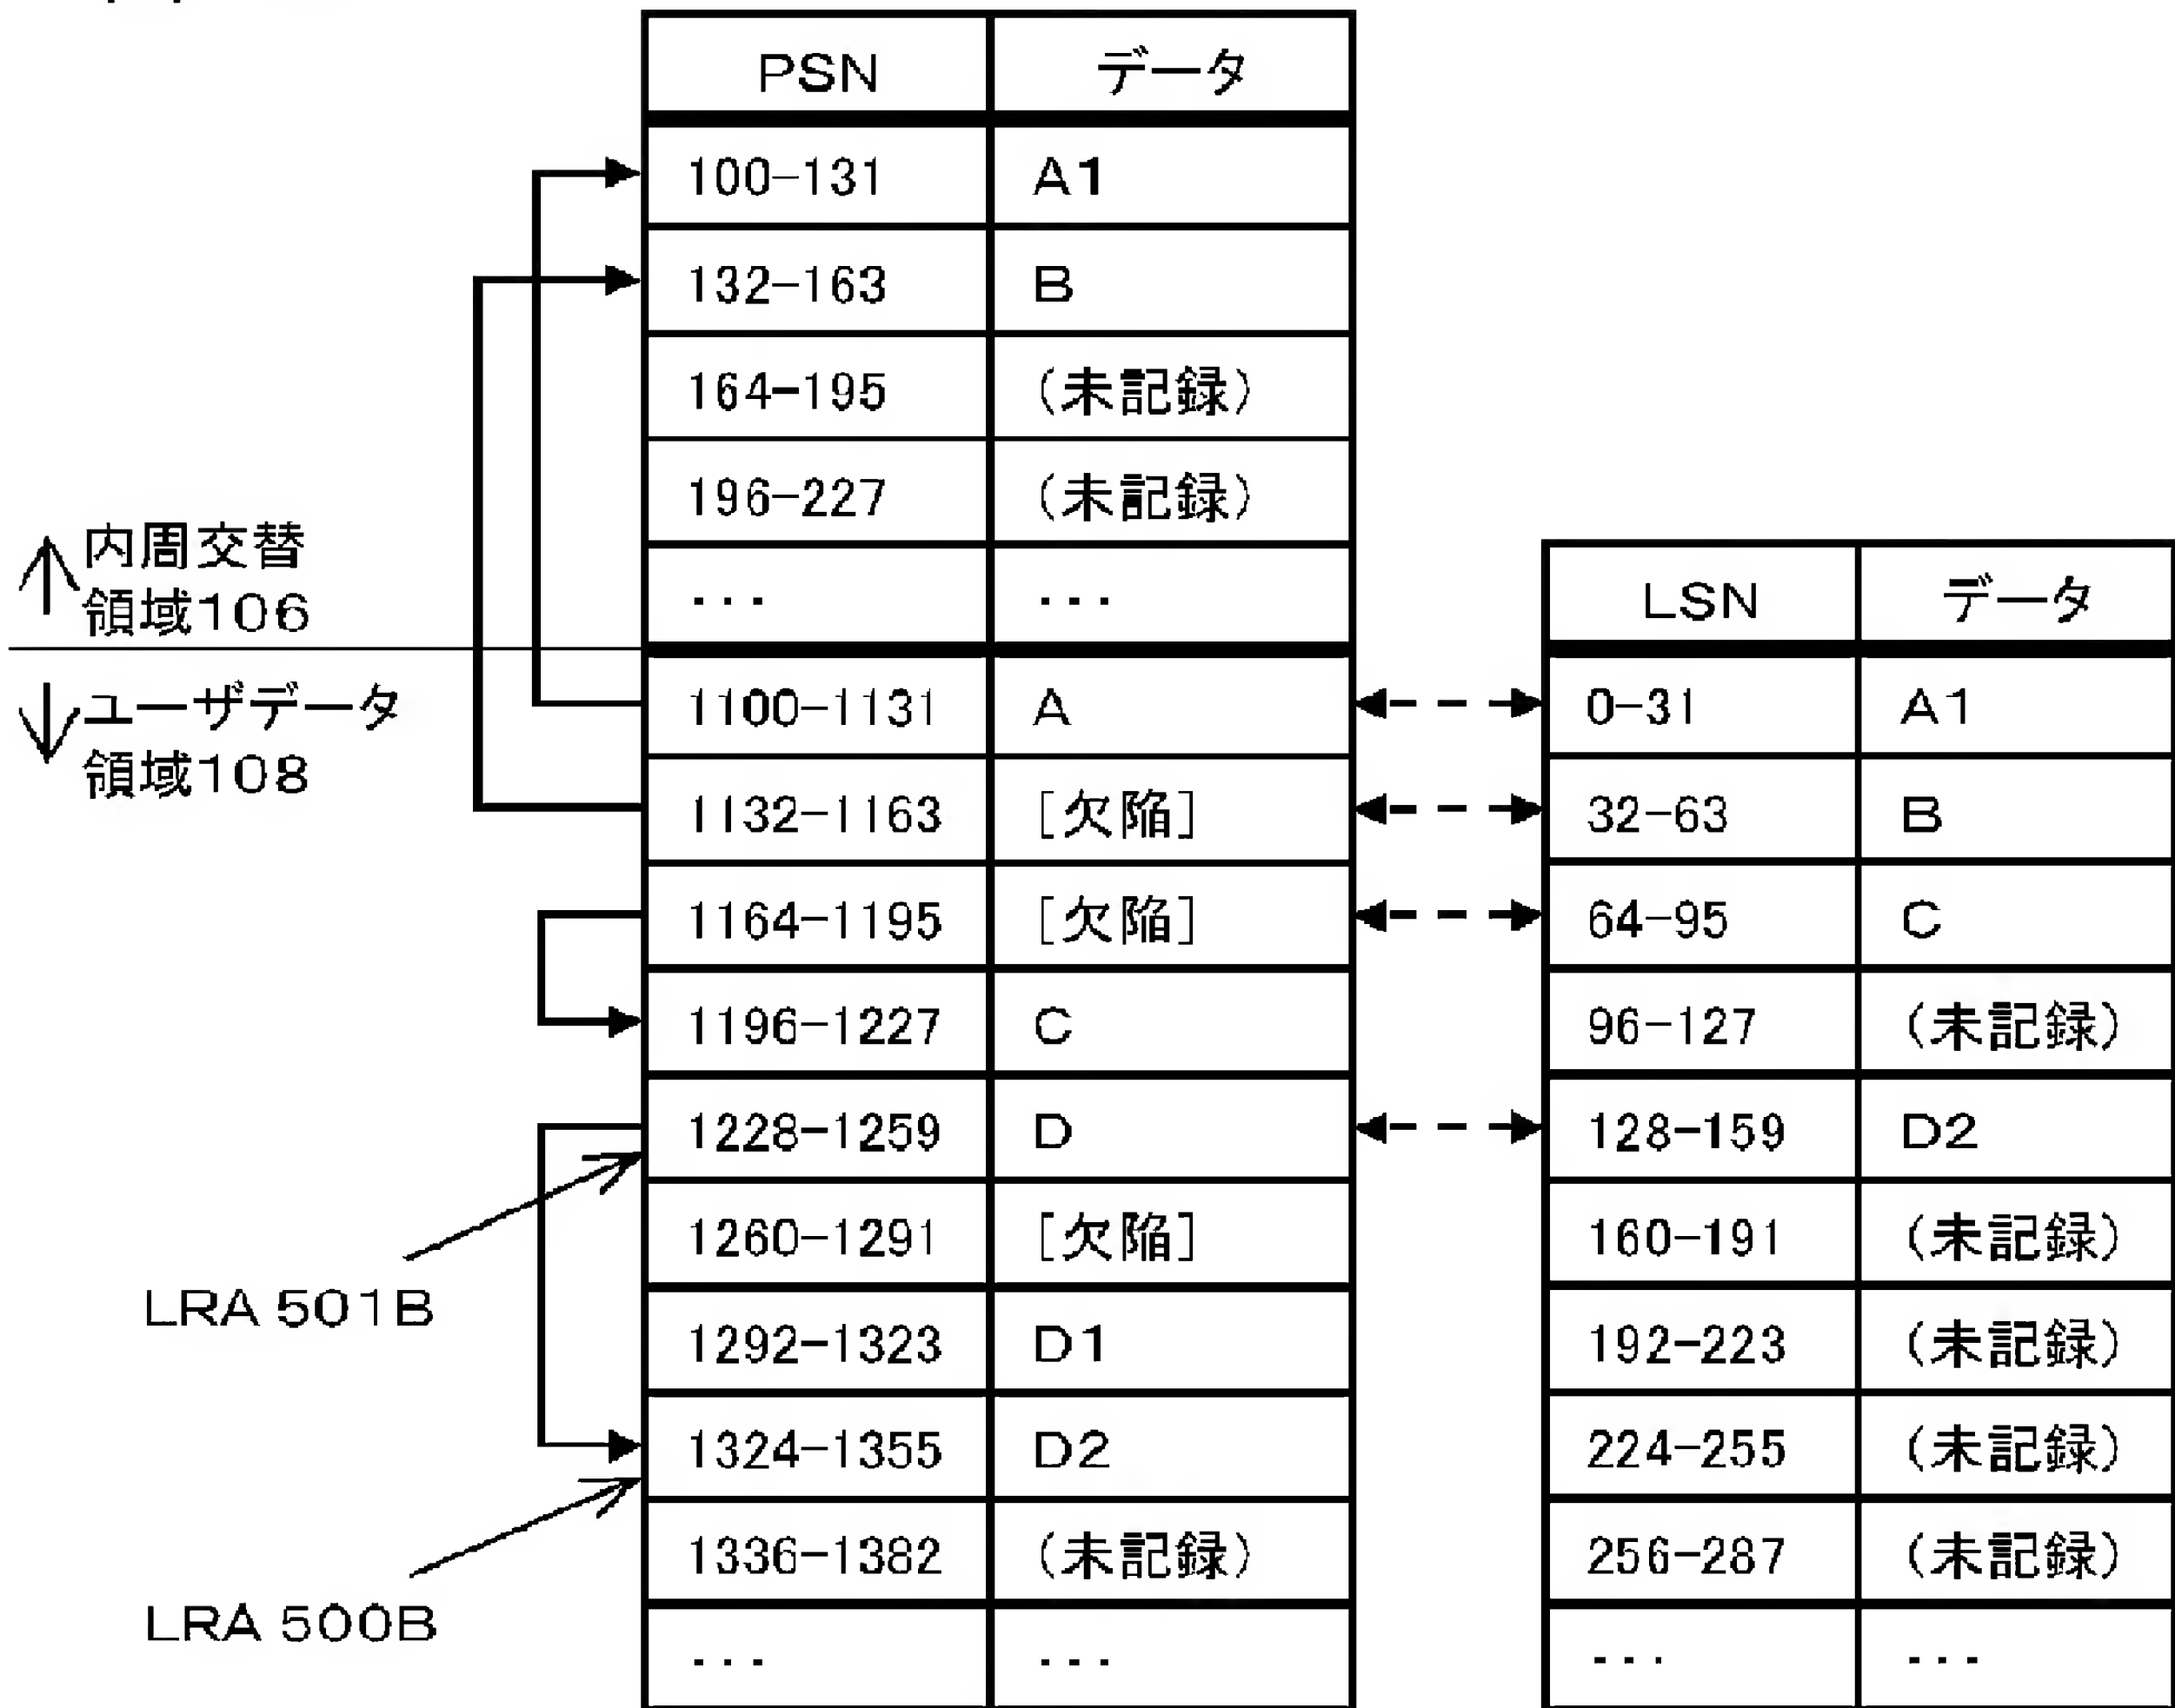 PSN データ
100-131 A1
132-163 B
164-195 (未記録)
196-227 (未記録)
... ...
1100-1131 A
1132-1163 [欠陥]
1164-1195 [欠陥]
1196-1227 C
1228-1259 D
1260-1291 [欠陥]
1292-1323 D1
1324-1355 D2
1336-1382 (未記録)
... ...
内周交替
領域106
ユーザデータ
領域108
LRA 501B
LRA 500B
LSN データ
0-31 A1
32-63 B
64-95 C
96-127 (未記録)
128-159 D2
160-191 (未記録)
192-223 (未記録)
224-255 (未記録)
256-287 (未記録)
... ...